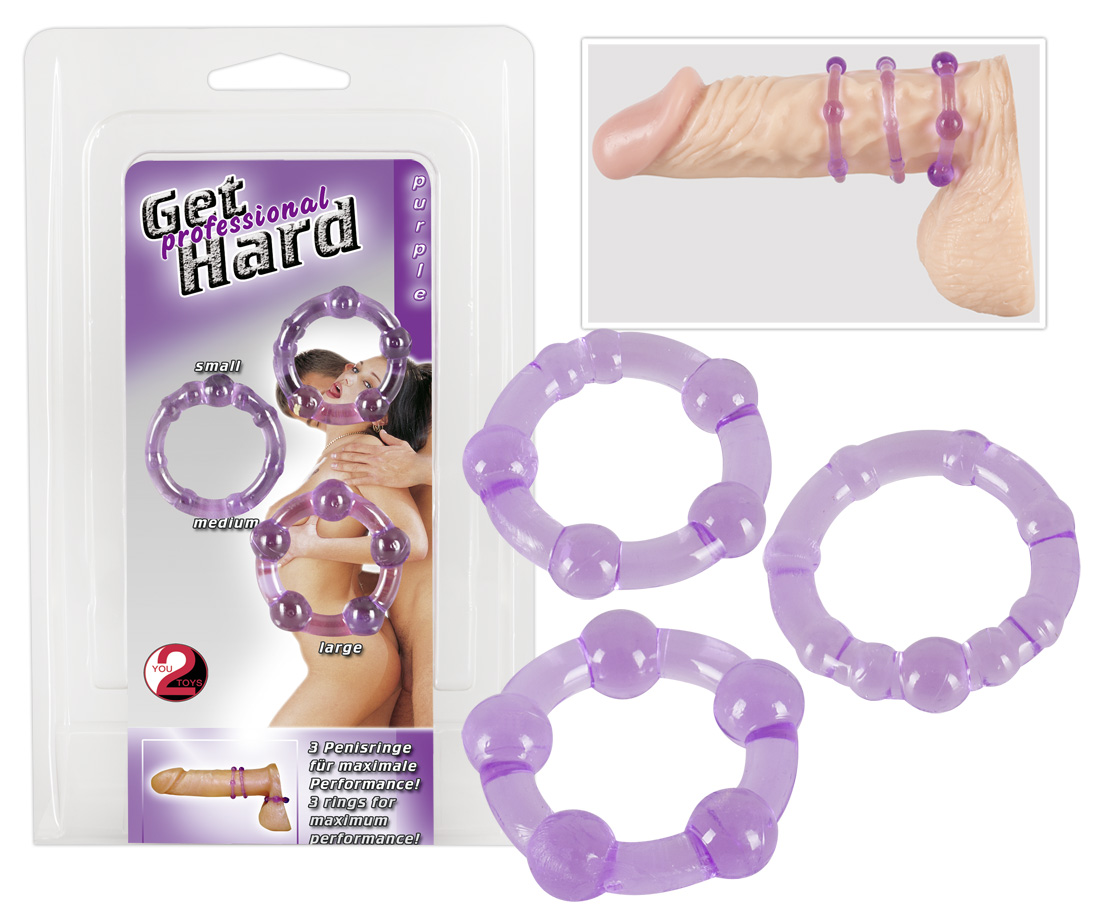 Get
professional
Hard
purple
small
medium
large
YOU
2
TOYS
3 Penisringe
für maximale
Performance!
3 rings for
maximum
performance!